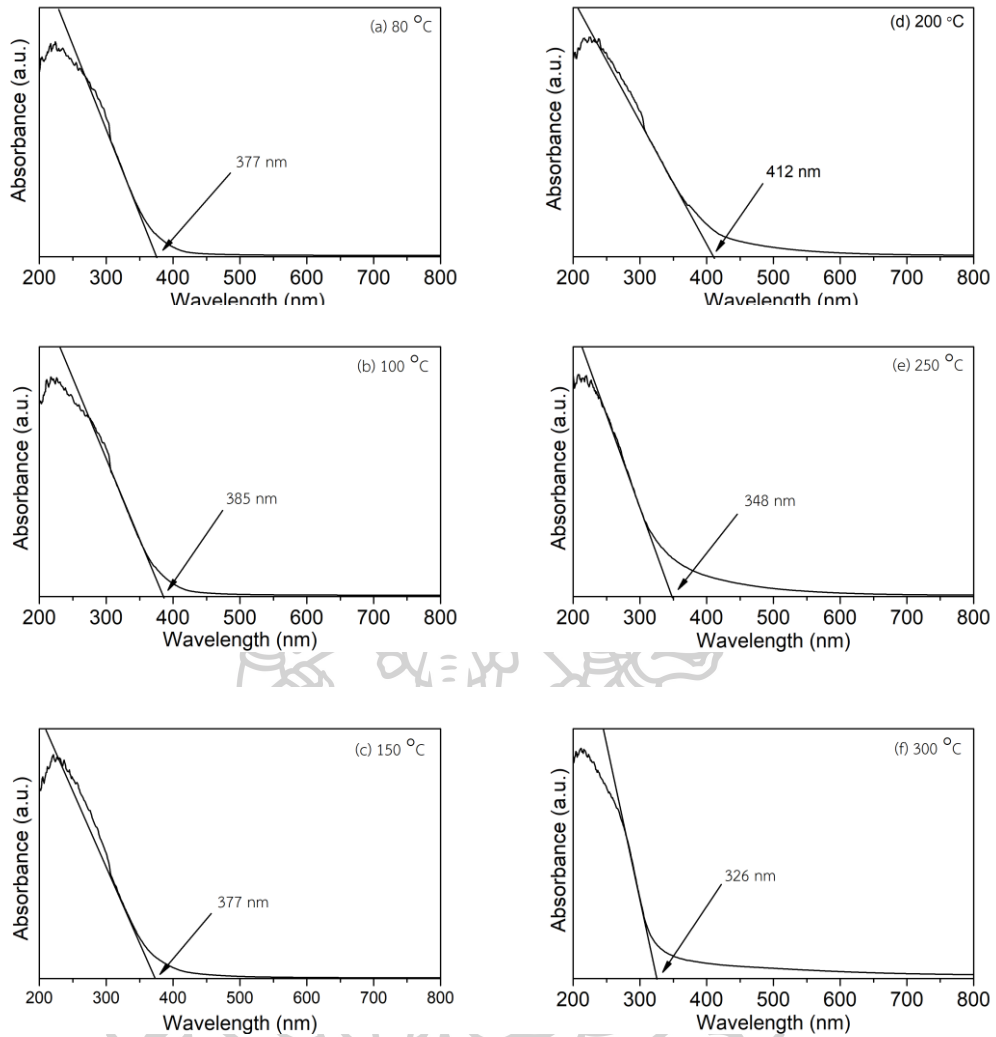 (a) 80 °C
Absorbance (a.u.)
377 nm
200 300 400 500 600 700 800
Wavelength (nm)
(d) 200 °C
Absorbance (a.u.)
412 nm
200 300 400 500 600 700 800
Wavelength (nm)
(b) 100 °C
Absorbance (a.u.)
385 nm
200 300 400 500 600 700 800
Wavelength (nm)
(e) 250 °C
Absorbance (a.u.)
348 nm
200 300 400 500 600 700 800
Wavelength (nm)
(c) 150 °C
Absorbance (a.u.)
377 nm
200 300 400 500 600 700 800
Wavelength (nm)
(f) 300 °C
Absorbance (a.u.)
326 nm
200 300 400 500 600 700 800
Wavelength (nm)